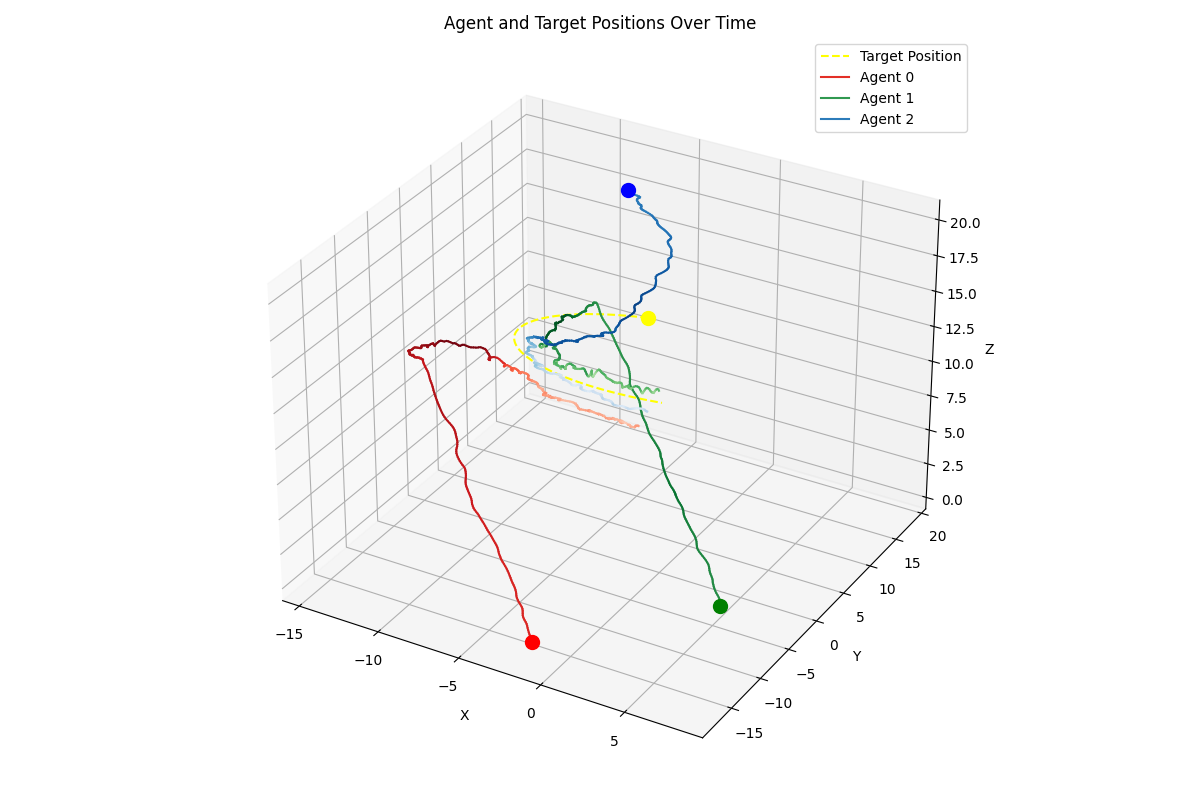 Agent and Target Positions Over Time
Target Position
Agent 0
Agent 1
Agent 2
20.0
17.5
15.0
12.5
10.0
7.5
5.0
2.5
0.0
Z
20
15
10
5
0
−5
−10
−15
Y
−15
−10
−5
0
5
X